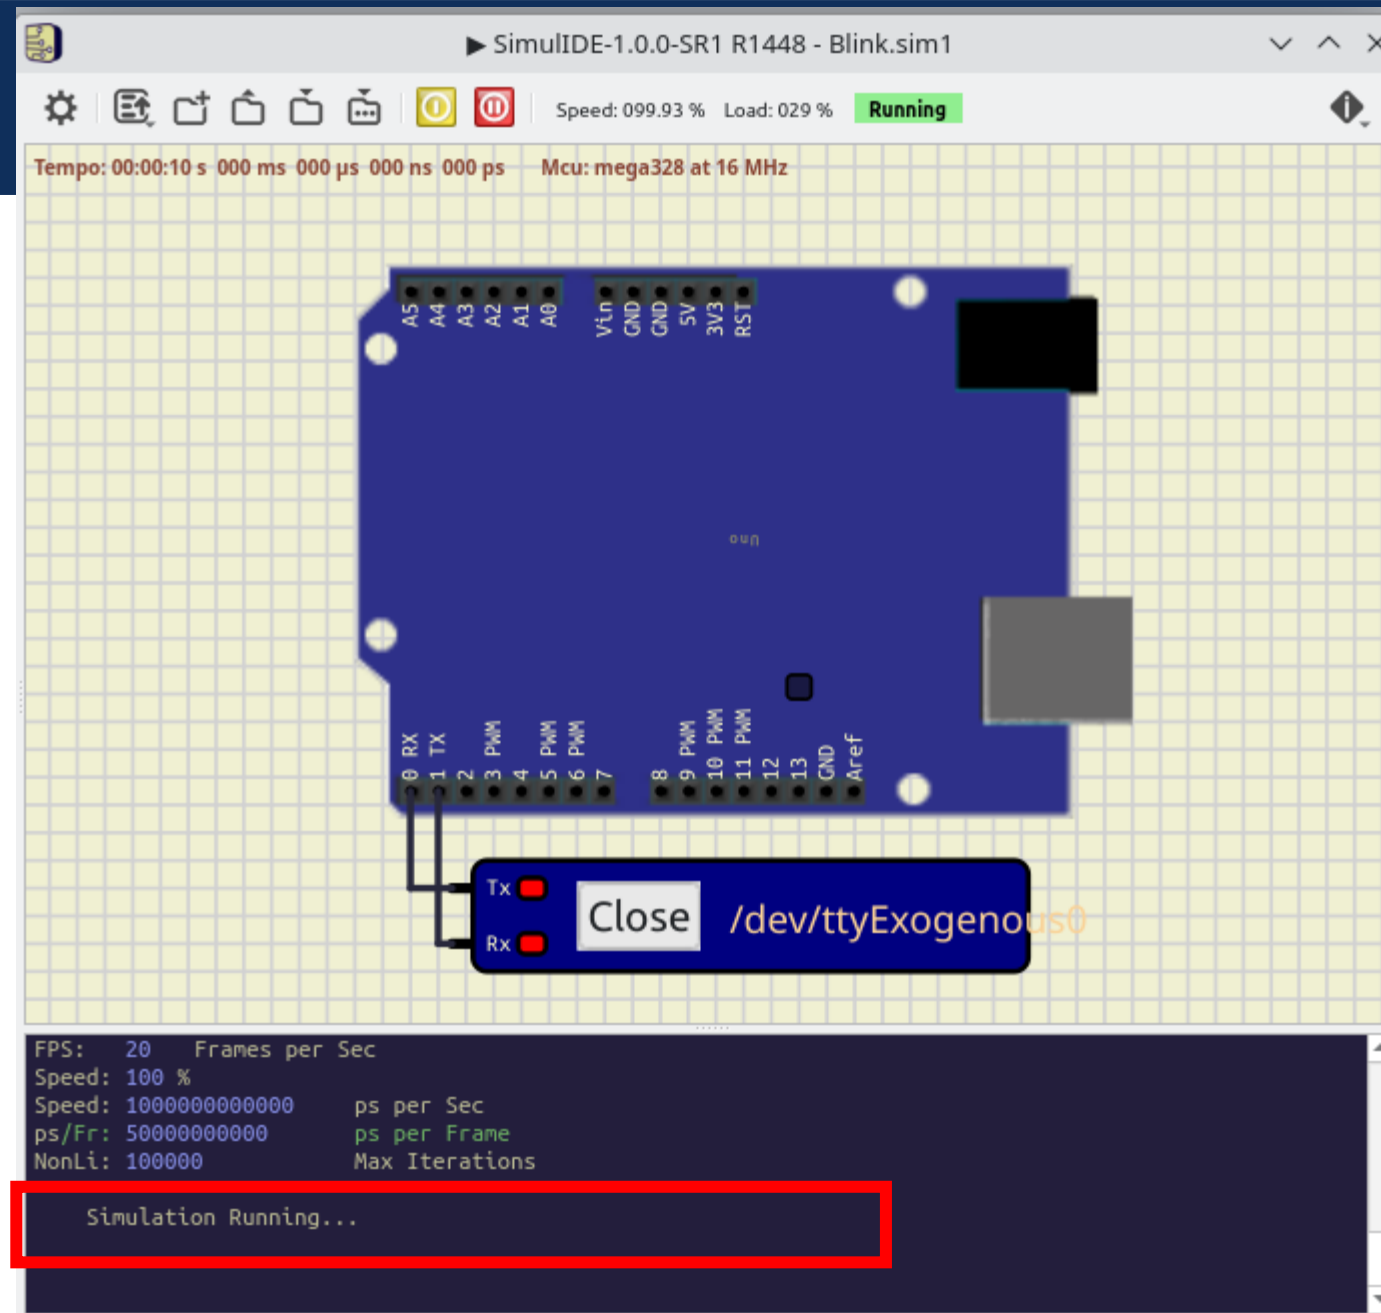 ▶ SimulIDE-1.0.0-SR1 R1448 - Blink.sim1
Speed: 099.93 % Load: 029 % Running
Tempo: 00:00:10 s 000 ms 000 µs 000 ns 000 ps Mcu: mega328 at 16 MHz
A5 A4 A3 A2 A1 A0 Vin GND GND 5V 3V3 RST
Uno
0 RX 1 TX 2 3 PWM 4 5 PWM 6 PWM 7 8 9 PWM 10 PWM 11 PWM 12 13 GND Aref
Tx
Close /dev/ttyExogenous0
Rx
FPS: 20 Frames per Sec
Speed: 100 %
Speed: 1000000000000 ps per Sec
ps/Fr: 50000000000 ps per Frame
NonLi: 100000 Max Iterations
Simulation Running...